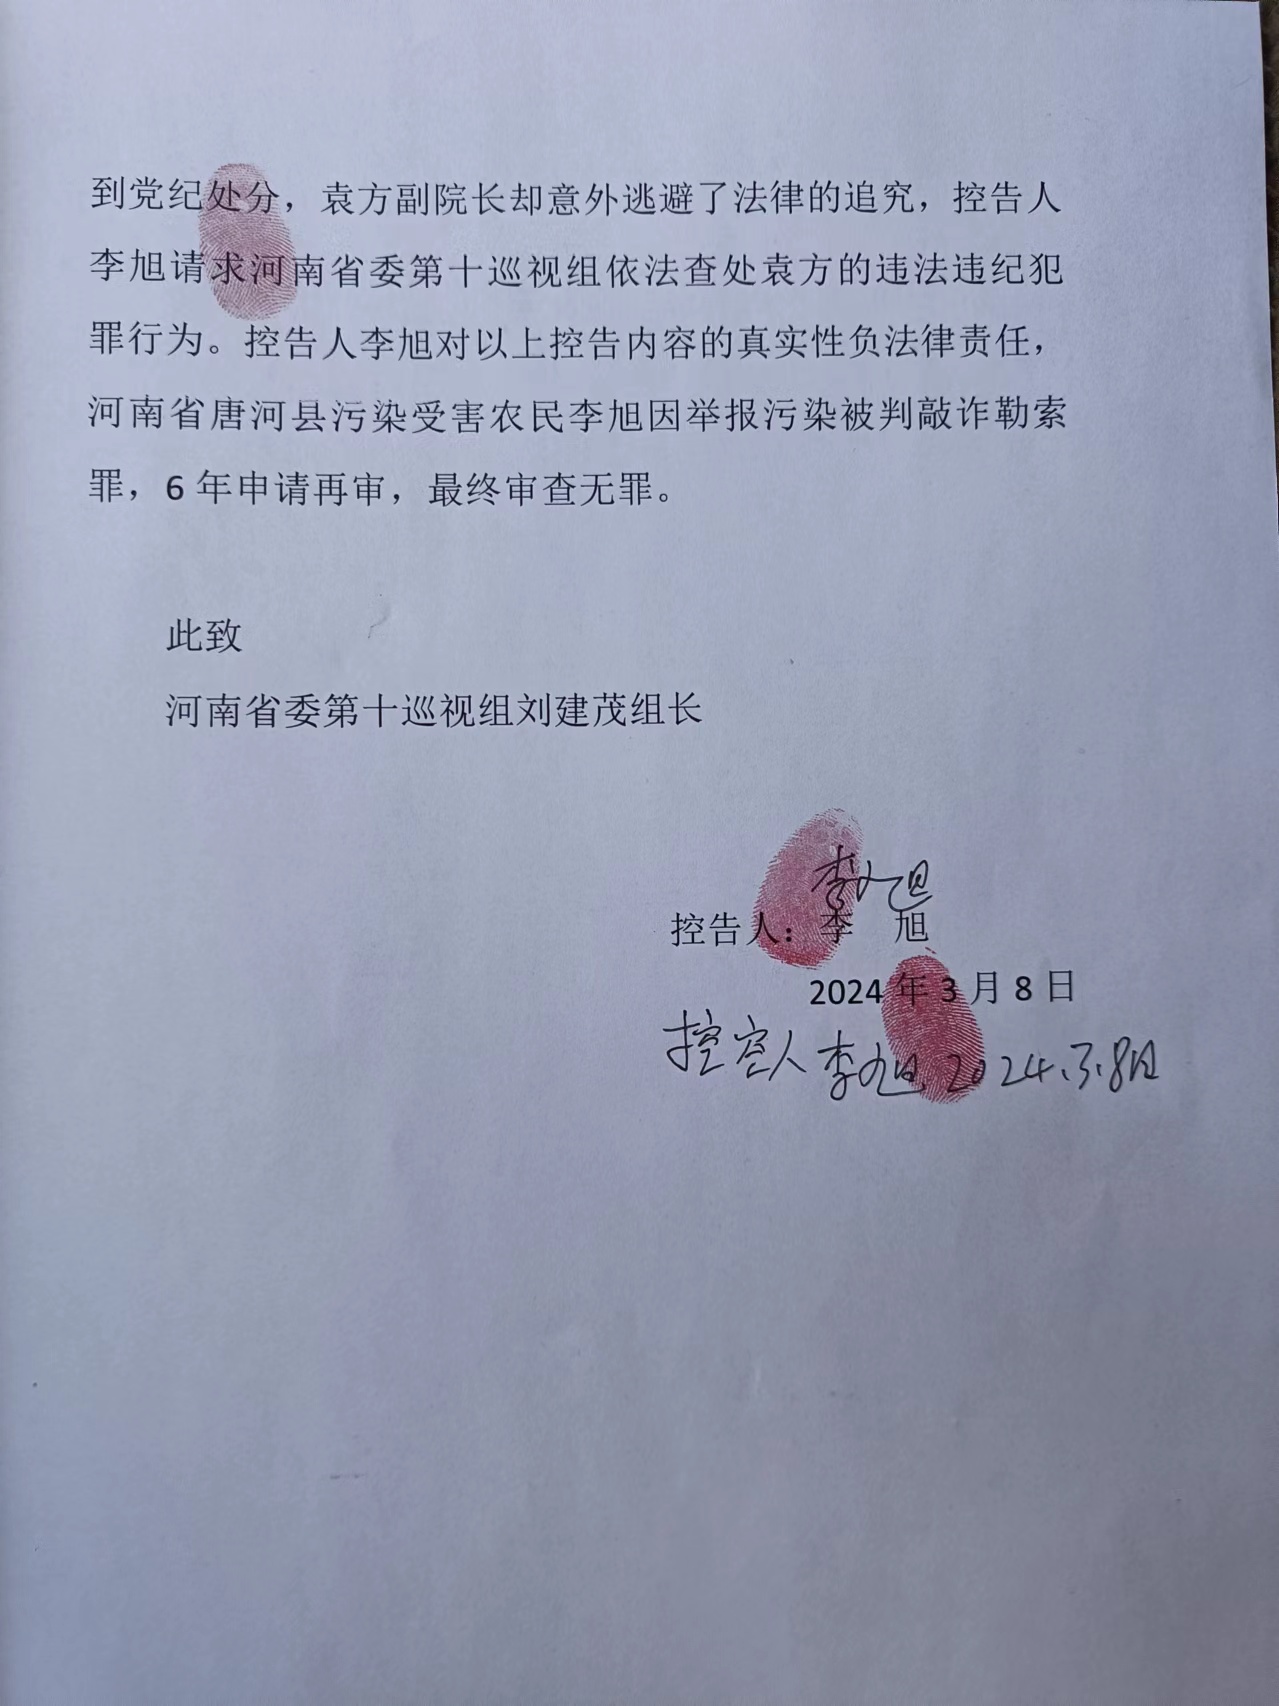 到党纪处分，袁方副院长却意外逃避了法律的追究，控告人
李旭请求河南省委第十巡视组依法查处袁方的违法违纪犯
罪行为。控告人李旭对以上控告内容的真实性负法律责任，
河南省唐河县污染受害农民李旭因举报污染被判敲诈勒索
罪，6 年申请再审，最终审查无罪。
此致
河南省委第十巡视组刘建茂组长
李旭
控告人：李 旭
2024 年 3 月 8 日
控 人 李旭 2024.3.8日